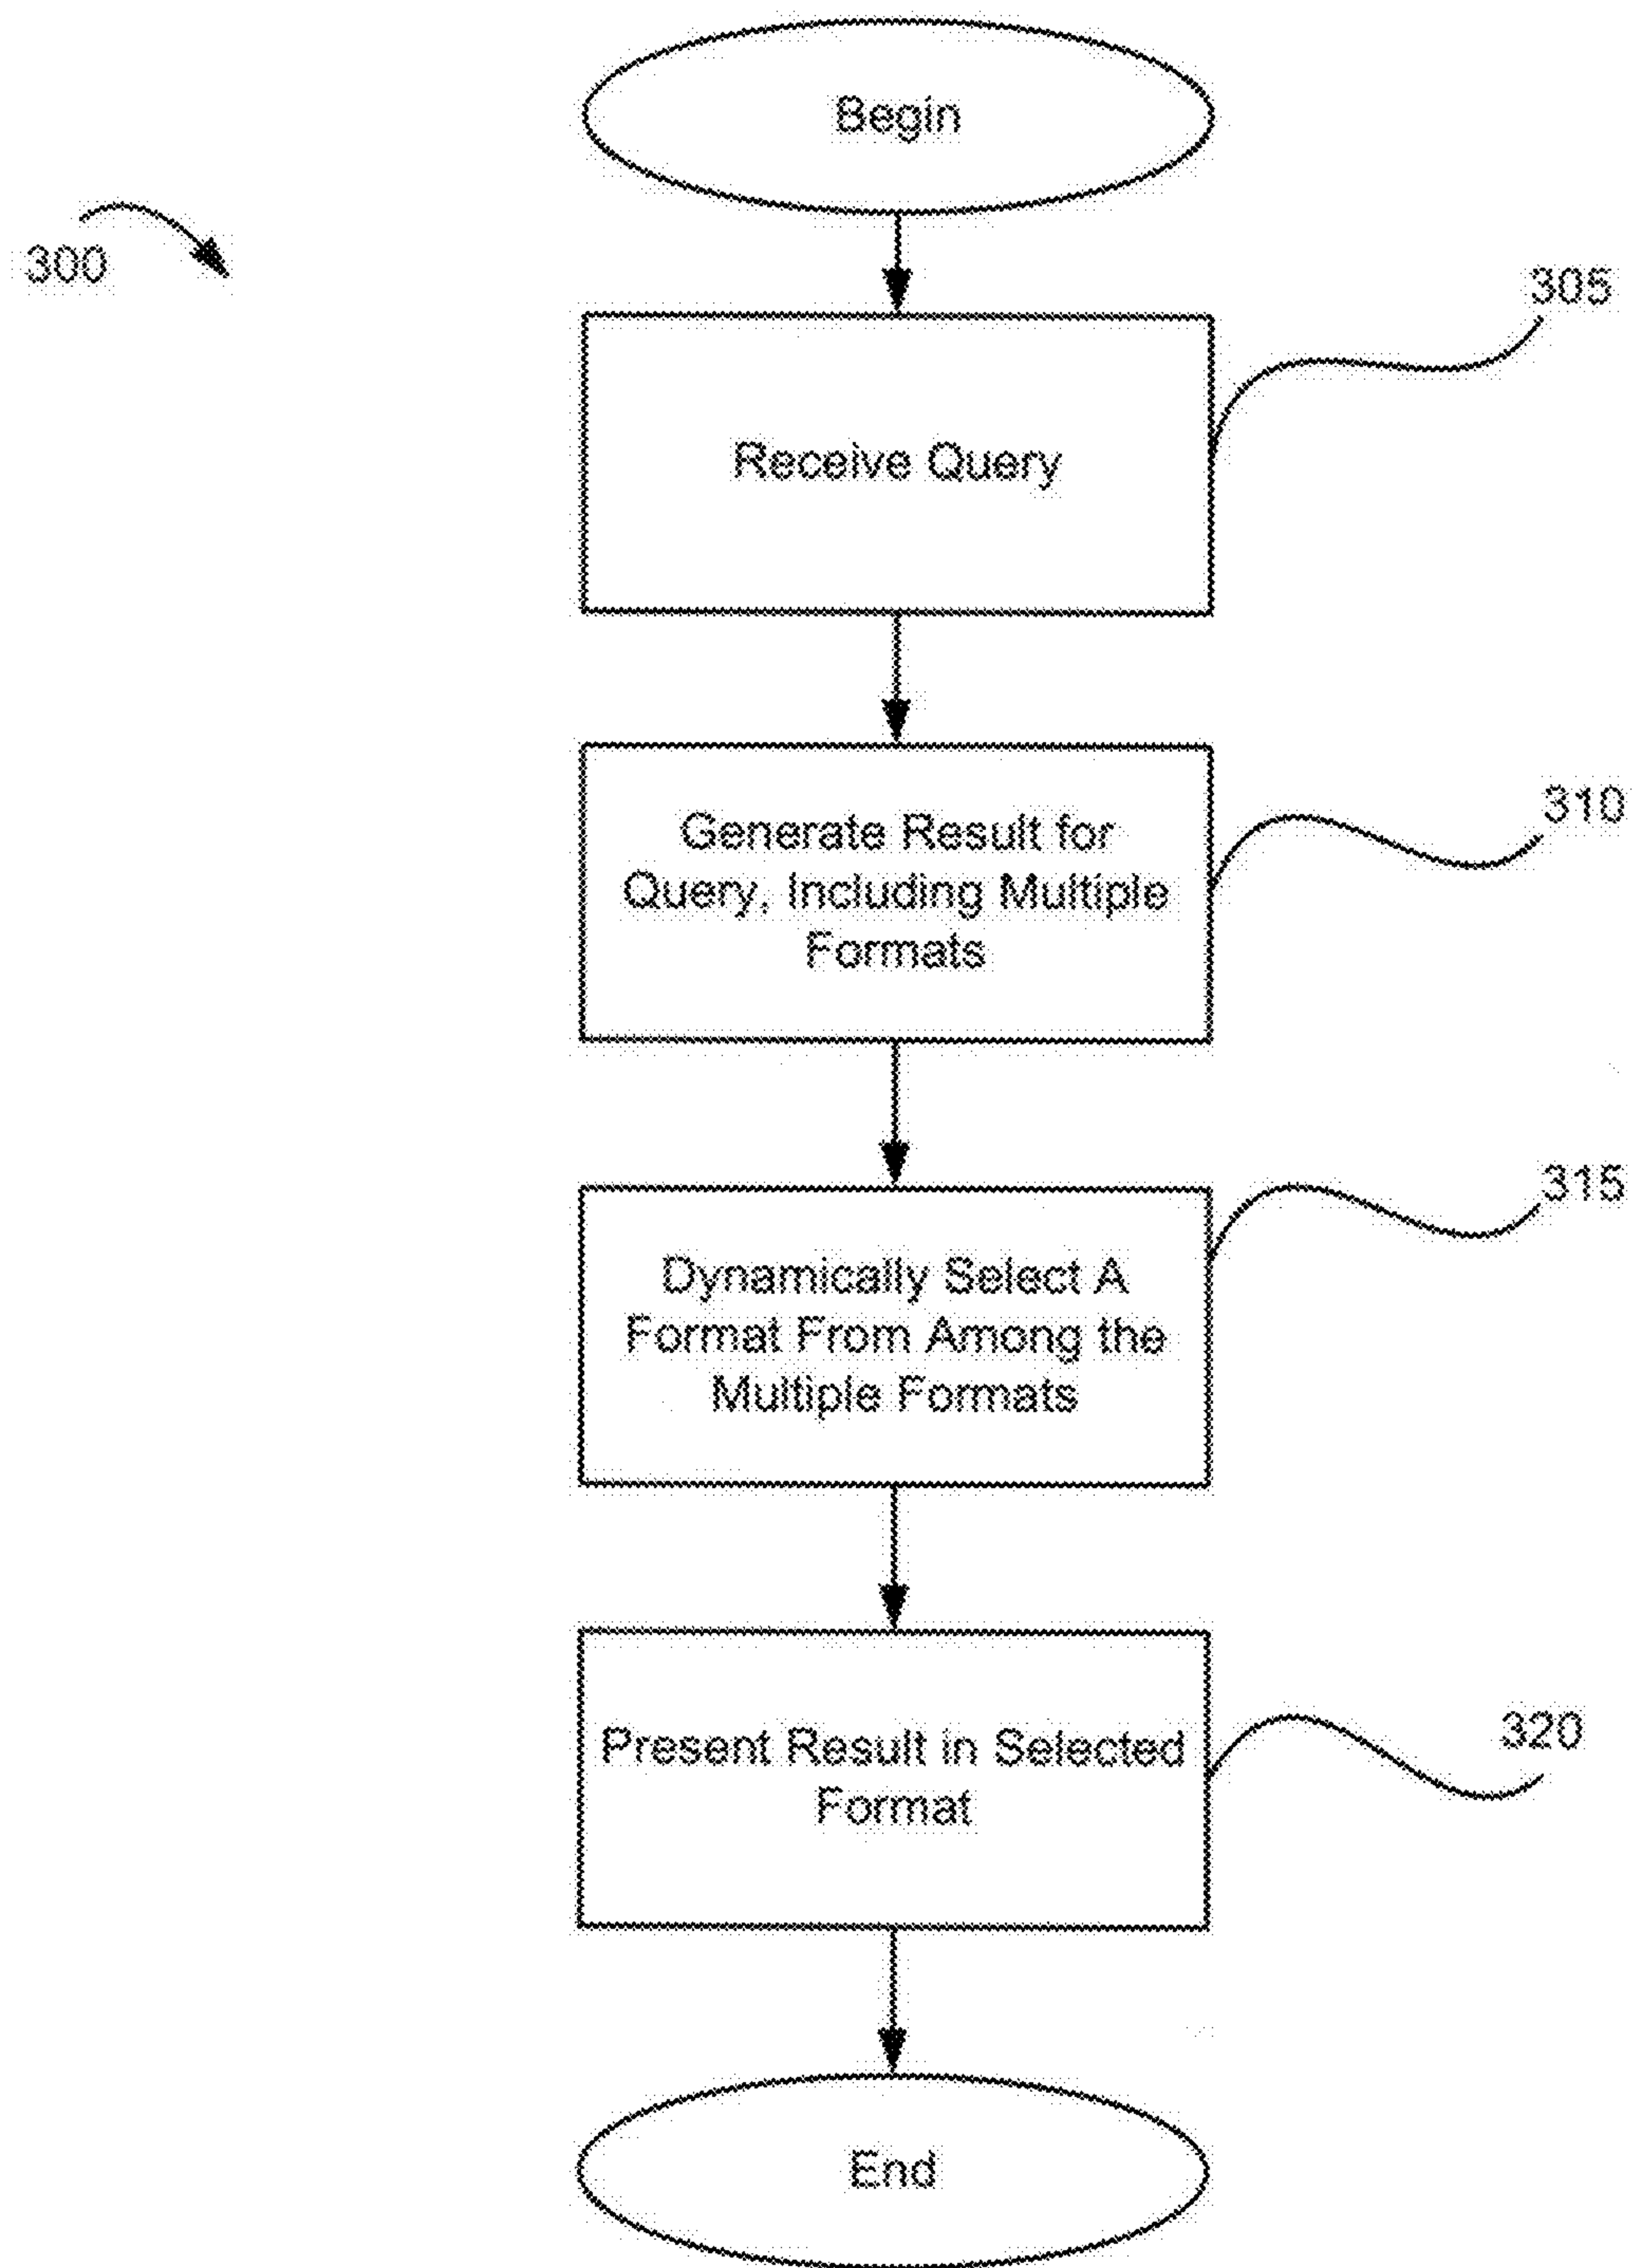 Begin
300
305
Receive Query
310
Generate Result for
Query, Including Multiple
Formats
315
Dynamically Select A
Format From Among the
Multiple Formats
320
Present Result in Selected
Format
End